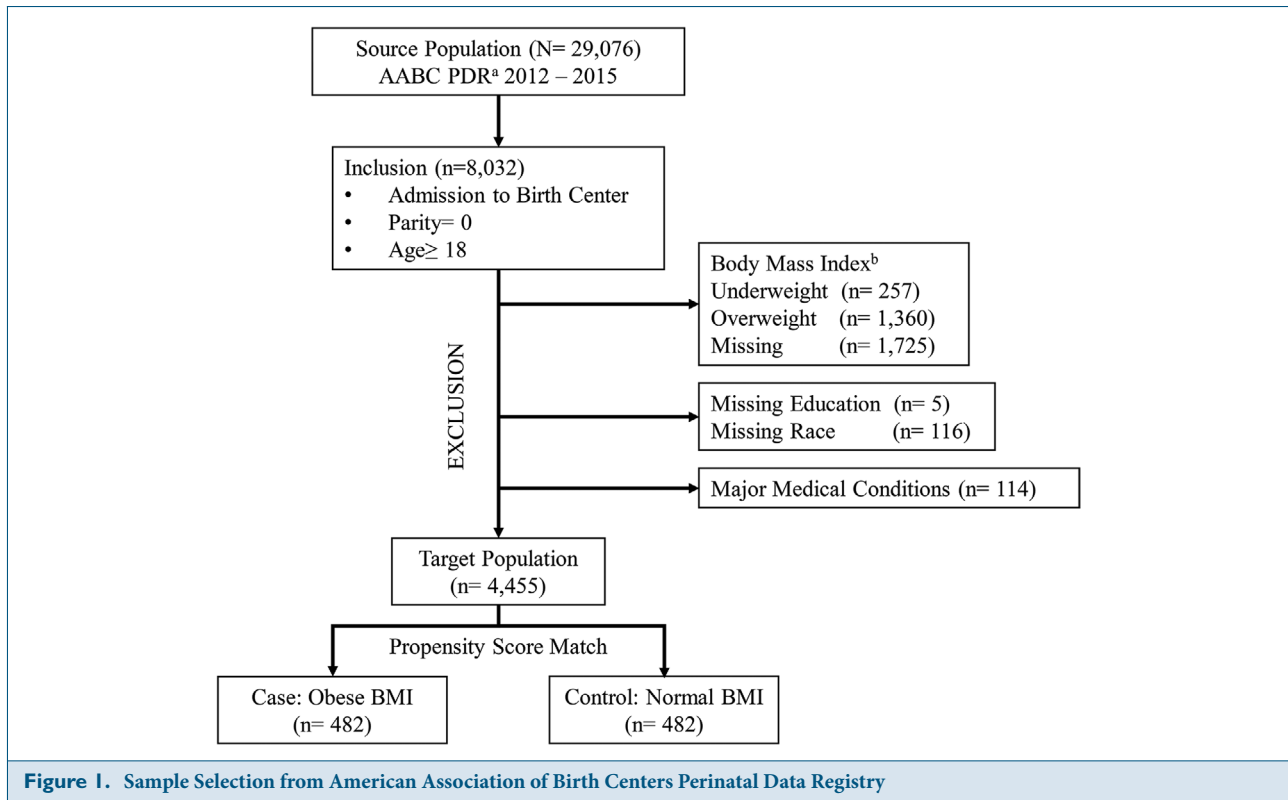 Source Population (N= 29,076)
AABC PDRᵃ 2012 – 2015
Inclusion (n=8,032)
• Admission to Birth Center
• Parity= 0
• Age≥ 18
Body Mass Indexᵇ
Underweight (n= 257)
Overweight (n= 1,360)
Missing (n= 1,725)
EXCLUSION
Missing Education (n= 5)
Missing Race (n= 116)
Major Medical Conditions (n= 114)
Target Population
(n= 4,455)
Propensity Score Match
Case: Obese BMI
(n= 482)
Control: Normal BMI
(n= 482)
Figure 1. Sample Selection from American Association of Birth Centers Perinatal Data Registry